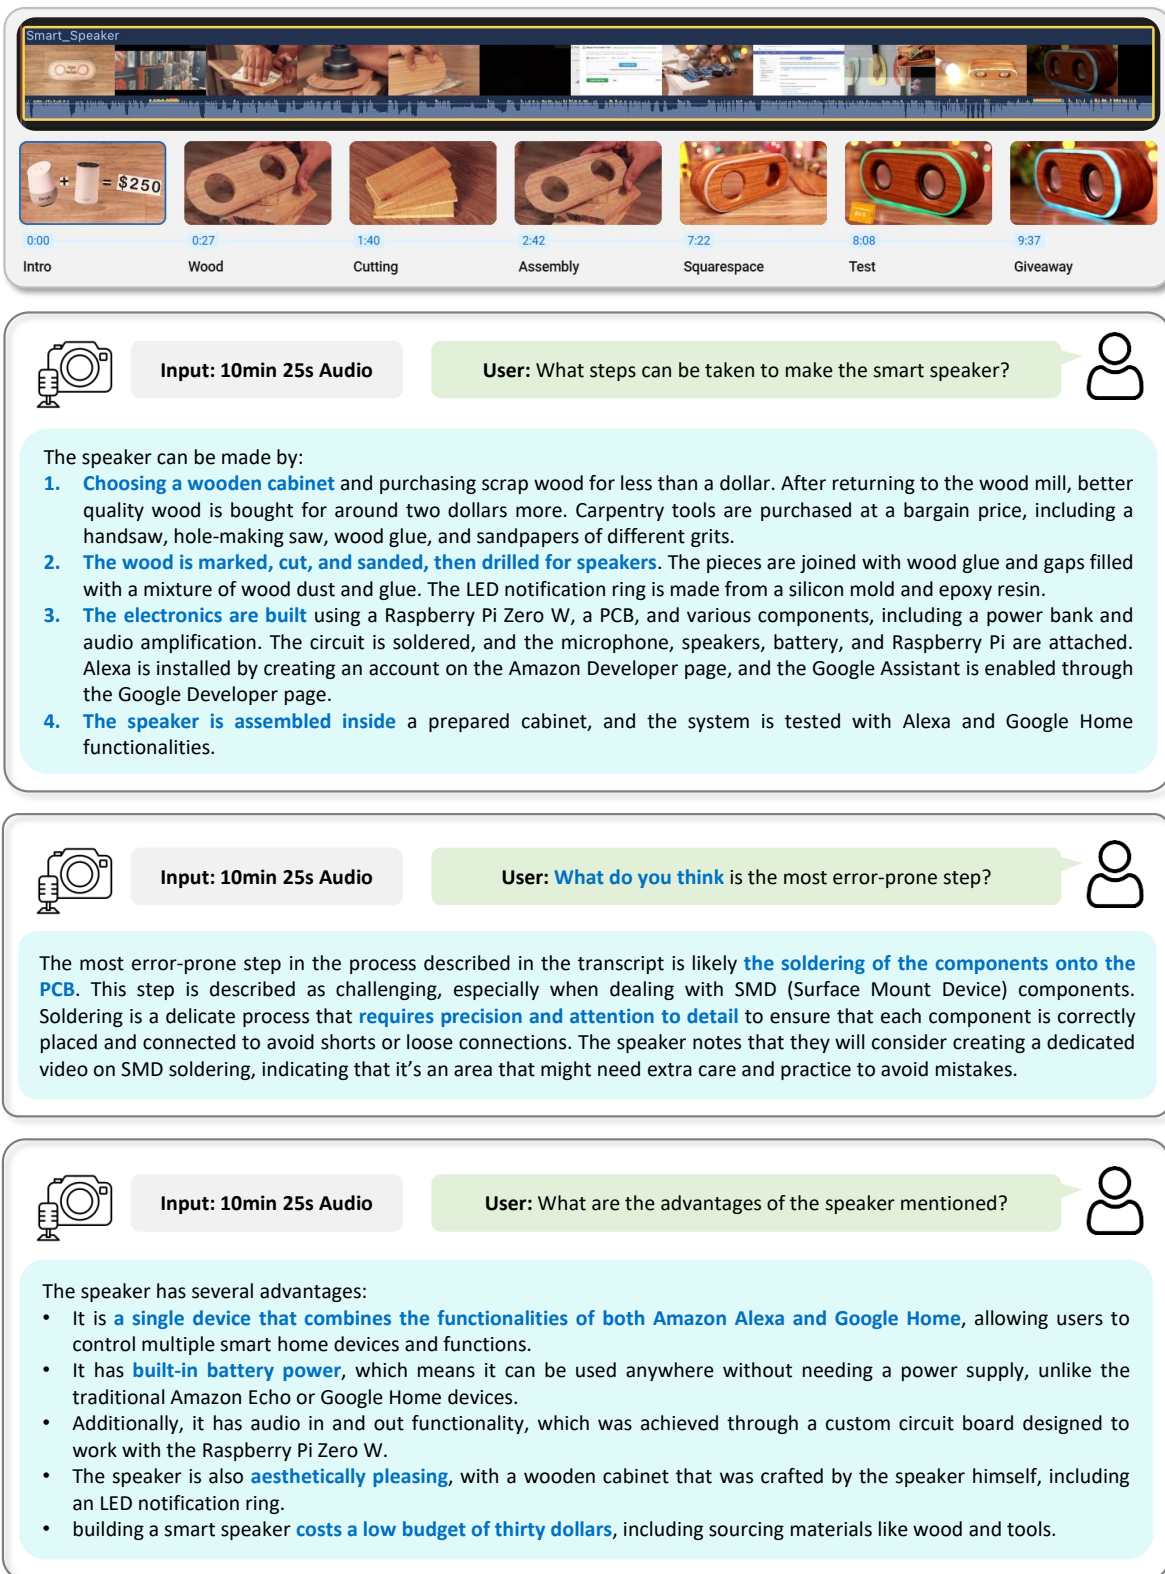 Smart_Speaker
+ = $250
0:00 0:27 1:40 2:42 7:22 8:08 9:37
Intro Wood Cutting Assembly Squarespace Test Giveaway
Input: 10min 25s Audio
User: What steps can be taken to make the smart speaker?
The speaker can be made by:
1. Choosing a wooden cabinet and purchasing scrap wood for less than a dollar. After returning to the wood mill, better
quality wood is bought for around two dollars more. Carpentry tools are purchased at a bargain price, including a
handsaw, hole-making saw, wood glue, and sandpapers of different grits.
2. The wood is marked, cut, and sanded, then drilled for speakers. The pieces are joined with wood glue and gaps filled
with a mixture of wood dust and glue. The LED notification ring is made from a silicon mold and epoxy resin.
3. The electronics are built using a Raspberry Pi Zero W, a PCB, and various components, including a power bank and
audio amplification. The circuit is soldered, and the microphone, speakers, battery, and Raspberry Pi are attached.
Alexa is installed by creating an account on the Amazon Developer page, and the Google Assistant is enabled through
the Google Developer page.
4. The speaker is assembled inside a prepared cabinet, and the system is tested with Alexa and Google Home
functionalities.
Input: 10min 25s Audio
User: What do you think is the most error-prone step?
The most error-prone step in the process described in the transcript is likely the soldering of the components onto the
PCB. This step is described as challenging, especially when dealing with SMD (Surface Mount Device) components.
Soldering is a delicate process that requires precision and attention to detail to ensure that each component is correctly
placed and connected to avoid shorts or loose connections. The speaker notes that they will consider creating a dedicated
video on SMD soldering, indicating that it's an area that might need extra care and practice to avoid mistakes.
Input: 10min 25s Audio
User: What are the advantages of the speaker mentioned?
The speaker has several advantages:
• It is a single device that combines the functionalities of both Amazon Alexa and Google Home, allowing users to
control multiple smart home devices and functions.
• It has built-in battery power, which means it can be used anywhere without needing a power supply, unlike the
traditional Amazon Echo or Google Home devices.
• Additionally, it has audio in and out functionality, which was achieved through a custom circuit board designed to
work with the Raspberry Pi Zero W.
• The speaker is also aesthetically pleasing, with a wooden cabinet that was crafted by the speaker himself, including
an LED notification ring.
• building a smart speaker costs a low budget of thirty dollars, including sourcing materials like wood and tools.